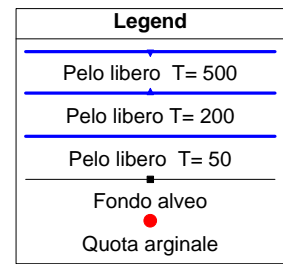 Legend
Pelo libero T= 500
Pelo libero T= 200
Pelo libero T= 50
Fondo alveo
Quota arginale